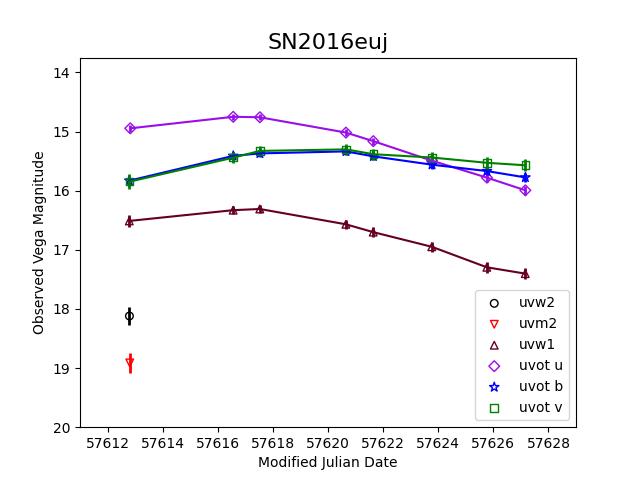 SN2016euj
14
15
16
17
18
19
20
Observed Vega Magnitude
57612 57614 57616 57618 57620 57622 57624 57626 57628
Modified Julian Date
uvw2
uvm2
uvw1
uvot u
uvot b
uvot v